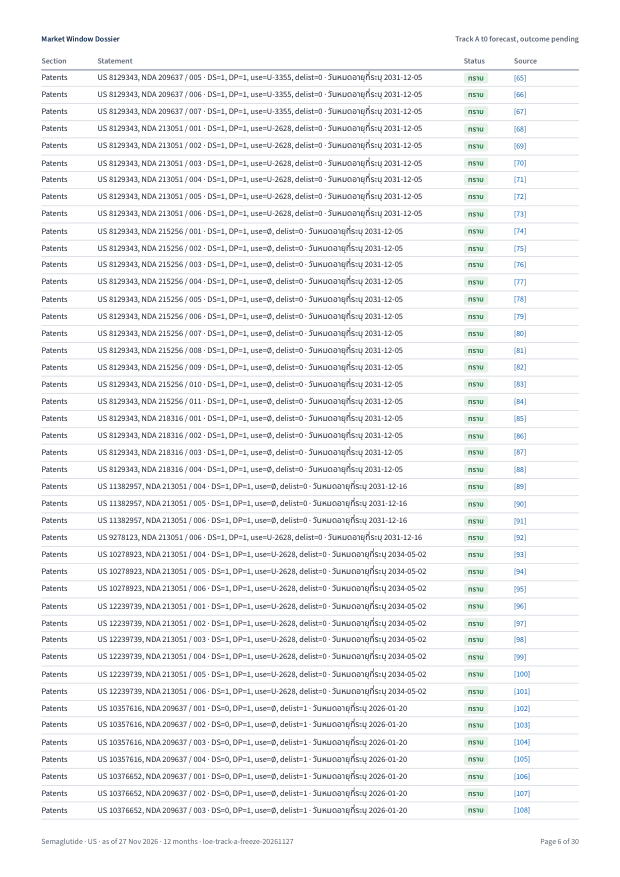 Market Window Dossier Track A t0 forecast, outcome pending
Section Statement Status Source
Patents US 8129343, NDA 209637 / 005 · DS=1, DP=1, use=U-3355, delist=0 · วันหมดอายุที่ระบุ 2031-12-05 ทราบ [65]
Patents US 8129343, NDA 209637 / 006 · DS=1, DP=1, use=U-3355, delist=0 · วันหมดอายุที่ระบุ 2031-12-05 ทราบ [66]
Patents US 8129343, NDA 209637 / 007 · DS=1, DP=1, use=U-3355, delist=0 · วันหมดอายุที่ระบุ 2031-12-05 ทราบ [67]
Patents US 8129343, NDA 213051 / 001 · DS=1, DP=1, use=U-2628, delist=0 · วันหมดอายุที่ระบุ 2031-12-05 ทราบ [68]
Patents US 8129343, NDA 213051 / 002 · DS=1, DP=1, use=U-2628, delist=0 · วันหมดอายุที่ระบุ 2031-12-05 ทราบ [69]
Patents US 8129343, NDA 213051 / 003 · DS=1, DP=1, use=U-2628, delist=0 · วันหมดอายุที่ระบุ 2031-12-05 ทราบ [70]
Patents US 8129343, NDA 213051 / 004 · DS=1, DP=1, use=U-2628, delist=0 · วันหมดอายุที่ระบุ 2031-12-05 ทราบ [71]
Patents US 8129343, NDA 213051 / 005 · DS=1, DP=1, use=U-2628, delist=0 · วันหมดอายุที่ระบุ 2031-12-05 ทราบ [72]
Patents US 8129343, NDA 213051 / 006 · DS=1, DP=1, use=U-2628, delist=0 · วันหมดอายุที่ระบุ 2031-12-05 ทราบ [73]
Patents US 8129343, NDA 215256 / 001 · DS=1, DP=1, use=∅, delist=0 · วันหมดอายุที่ระบุ 2031-12-05 ทราบ [74]
Patents US 8129343, NDA 215256 / 002 · DS=1, DP=1, use=∅, delist=0 · วันหมดอายุที่ระบุ 2031-12-05 ทราบ [75]
Patents US 8129343, NDA 215256 / 003 · DS=1, DP=1, use=∅, delist=0 · วันหมดอายุที่ระบุ 2031-12-05 ทราบ [76]
Patents US 8129343, NDA 215256 / 004 · DS=1, DP=1, use=∅, delist=0 · วันหมดอายุที่ระบุ 2031-12-05 ทราบ [77]
Patents US 8129343, NDA 215256 / 005 · DS=1, DP=1, use=∅, delist=0 · วันหมดอายุที่ระบุ 2031-12-05 ทราบ [78]
Patents US 8129343, NDA 215256 / 006 · DS=1, DP=1, use=∅, delist=0 · วันหมดอายุที่ระบุ 2031-12-05 ทราบ [79]
Patents US 8129343, NDA 215256 / 007 · DS=1, DP=1, use=∅, delist=0 · วันหมดอายุที่ระบุ 2031-12-05 ทราบ [80]
Patents US 8129343, NDA 215256 / 008 · DS=1, DP=1, use=∅, delist=0 · วันหมดอายุที่ระบุ 2031-12-05 ทราบ [81]
Patents US 8129343, NDA 215256 / 009 · DS=1, DP=1, use=∅, delist=0 · วันหมดอายุที่ระบุ 2031-12-05 ทราบ [82]
Patents US 8129343, NDA 215256 / 010 · DS=1, DP=1, use=∅, delist=0 · วันหมดอายุที่ระบุ 2031-12-05 ทราบ [83]
Patents US 8129343, NDA 215256 / 011 · DS=1, DP=1, use=∅, delist=0 · วันหมดอายุที่ระบุ 2031-12-05 ทราบ [84]
Patents US 8129343, NDA 218316 / 001 · DS=1, DP=1, use=∅, delist=0 · วันหมดอายุที่ระบุ 2031-12-05 ทราบ [85]
Patents US 8129343, NDA 218316 / 002 · DS=1, DP=1, use=∅, delist=0 · วันหมดอายุที่ระบุ 2031-12-05 ทราบ [86]
Patents US 8129343, NDA 218316 / 003 · DS=1, DP=1, use=∅, delist=0 · วันหมดอายุที่ระบุ 2031-12-05 ทราบ [87]
Patents US 8129343, NDA 218316 / 004 · DS=1, DP=1, use=∅, delist=0 · วันหมดอายุที่ระบุ 2031-12-05 ทราบ [88]
Patents US 11382957, NDA 213051 / 004 · DS=1, DP=1, use=∅, delist=0 · วันหมดอายุที่ระบุ 2031-12-16 ทราบ [89]
Patents US 11382957, NDA 213051 / 005 · DS=1, DP=1, use=∅, delist=0 · วันหมดอายุที่ระบุ 2031-12-16 ทราบ [90]
Patents US 11382957, NDA 213051 / 006 · DS=1, DP=1, use=∅, delist=0 · วันหมดอายุที่ระบุ 2031-12-16 ทราบ [91]
Patents US 9278123, NDA 213051 / 006 · DS=1, DP=1, use=U-2628, delist=0 · วันหมดอายุที่ระบุ 2031-12-16 ทราบ [92]
Patents US 10278923, NDA 213051 / 004 · DS=1, DP=1, use=U-2628, delist=0 · วันหมดอายุที่ระบุ 2034-05-02 ทราบ [93]
Patents US 10278923, NDA 213051 / 005 · DS=1, DP=1, use=U-2628, delist=0 · วันหมดอายุที่ระบุ 2034-05-02 ทราบ [94]
Patents US 10278923, NDA 213051 / 006 · DS=1, DP=1, use=U-2628, delist=0 · วันหมดอายุที่ระบุ 2034-05-02 ทราบ [95]
Patents US 12239739, NDA 213051 / 001 · DS=1, DP=1, use=U-2628, delist=0 · วันหมดอายุที่ระบุ 2034-05-02 ทราบ [96]
Patents US 12239739, NDA 213051 / 002 · DS=1, DP=1, use=U-2628, delist=0 · วันหมดอายุที่ระบุ 2034-05-02 ทราบ [97]
Patents US 12239739, NDA 213051 / 003 · DS=1, DP=1, use=U-2628, delist=0 · วันหมดอายุที่ระบุ 2034-05-02 ทราบ [98]
Patents US 12239739, NDA 213051 / 004 · DS=1, DP=1, use=U-2628, delist=0 · วันหมดอายุที่ระบุ 2034-05-02 ทราบ [99]
Patents US 12239739, NDA 213051 / 005 · DS=1, DP=1, use=U-2628, delist=0 · วันหมดอายุที่ระบุ 2034-05-02 ทราบ [100]
Patents US 12239739, NDA 213051 / 006 · DS=1, DP=1, use=U-2628, delist=0 · วันหมดอายุที่ระบุ 2034-05-02 ทราบ [101]
Patents US 10357616, NDA 209637 / 001 · DS=0, DP=1, use=∅, delist=1 · วันหมดอายุที่ระบุ 2026-01-20 ทราบ [102]
Patents US 10357616, NDA 209637 / 002 · DS=0, DP=1, use=∅, delist=1 · วันหมดอายุที่ระบุ 2026-01-20 ทราบ [103]
Patents US 10357616, NDA 209637 / 003 · DS=0, DP=1, use=∅, delist=1 · วันหมดอายุที่ระบุ 2026-01-20 ทราบ [104]
Patents US 10357616, NDA 209637 / 004 · DS=0, DP=1, use=∅, delist=1 · วันหมดอายุที่ระบุ 2026-01-20 ทราบ [105]
Patents US 10376652, NDA 209637 / 001 · DS=0, DP=1, use=∅, delist=1 · วันหมดอายุที่ระบุ 2026-01-20 ทราบ [106]
Patents US 10376652, NDA 209637 / 002 · DS=0, DP=1, use=∅, delist=1 · วันหมดอายุที่ระบุ 2026-01-20 ทราบ [107]
Patents US 10376652, NDA 209637 / 003 · DS=0, DP=1, use=∅, delist=1 · วันหมดอายุที่ระบุ 2026-01-20 ทราบ [108]
Semaglutide · US · as of 27 Nov 2026 · 12 months · loe-track-a-freeze-20261127 Page 6 of 30